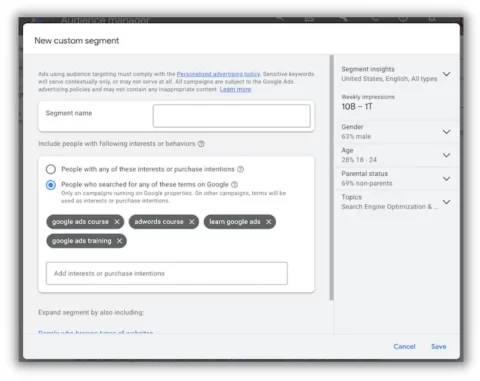 Audience manager
New custom segment
Ads using audience targeting must comply with the Personalized advertising policy. Sensitive keywords
will serve contextually only, or may not serve at all. All campaigns are subject to the Google Ads
advertising policies and may not contain any inappropriate content. Learn more
Segment name
Include people with following interests or behaviors
People with any of these interests or purchase intentions
People who searched for any of these terms on Google
Only on campaigns running on Google properties. On other campaigns, terms will be
used as interests or purchase intentions.
google ads course
adwords course
learn google ads
google ads training
Add interests or purchase intentions
Expand segment by also including:
People who browse types of websites
Segment insights
United States, English, All types
Weekly Impressions
10B – 1T
Gender
63% male
Age
28% 18 - 24
Parental status
69% non-parents
Topics
Search Engine Optimization & ...
Cancel
Save